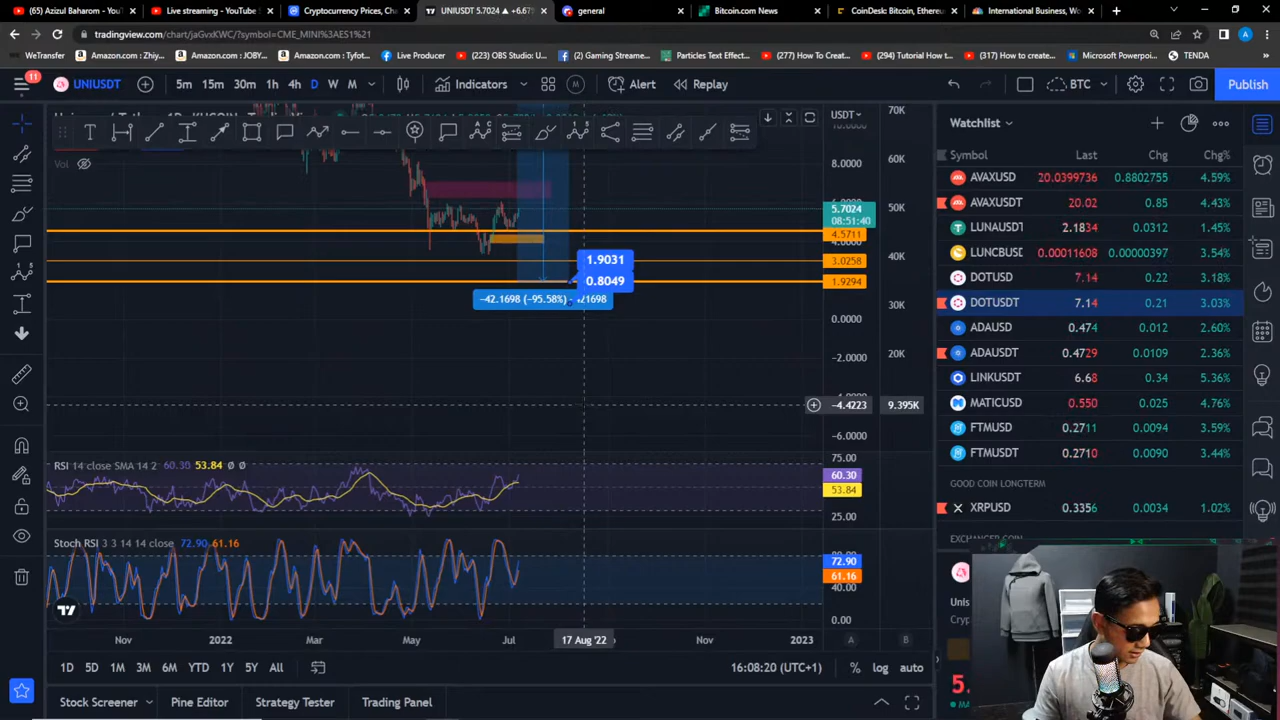 (65) Azizul Baharom - YouTub
Live streaming - YouTube S
Cryptocurrency Prices, Cha
UNIUSDT 5.7024 ▲ +6.67
general
Bitcoin.com News
CoinDesk: Bitcoin, Ethereu
International Business, W
tradingview.com/chart/jaGvxKWC/?symbol=CME_MINI%3AES1%21
WeTransfer
Amazon.com : Zhiy...
Amazon.com: JOBY...
Amazon.com: Tyfot...
Live Producer
(223) OBS Studio: U...
(2) Gaming Streame...
Particles Text Effect...
(277) How To Create...
(294) Tutorial How t...
(317) How to creat...
Microsoft Powerpoi...
TENDA
11
UNIUSDT
5m 15m 30m 1h 4h D W M
Indicators
Alert
Replay
BTC
Publish
USDT
70K
Vol
8.0000
60K
5.7024
08:51:40
50K
4.5711
4.0000
40K
3.0258
1.9294
1.9031
0.8049
−42.1698 (−95.58%)
30K
0.0000
−2.0000
20K
−4.4223
9.395K
−6.0000
RSI 14 close SMA 14 2 60.30 53.84 Ø Ø
75.00
60.30
53.84
25.00
Stoch RSI 3 3 14 14 close 72.90 61.16
72.90
61.16
40.00
0.00
Nov 2022 Mar May Jul 17 Aug '22 Nov 2023
A
B
1D 5D 1M 3M 6M YTD 1Y 5Y All
16:08:20 (UTC+1)
% log auto
Stock Screener
Pine Editor
Strategy Tester
Trading Panel
Watchlist
Symbol Last Chg Chg%
AVAXUSD 20.0399736 0.8802755 4.59%
AVAXUSDT 20.02 0.85 4.43%
LUNAUSDT 2.1834 0.0312 1.45%
LUNCBUSD 0.00011608 0.00000397 3.54%
DOTUSD 7.14 0.22 3.18%
DOTUSDT 7.14 0.21 3.03%
ADAUSD 0.474 0.012 2.60%
ADAUSDT 0.4729 0.0109 2.36%
LINKUSD 6.68 0.34 5.36%
MATICUSD 0.550 0.025 4.76%
FTMUSD 0.2711 0.0094 3.59%
FTMUSDT 0.2710 0.0090 3.44%
GOOD COIN LONGTERM
XRPUSD 0.3356 0.0034 1.02%
EXCHANGER COIN
Unis
Cryp
5.